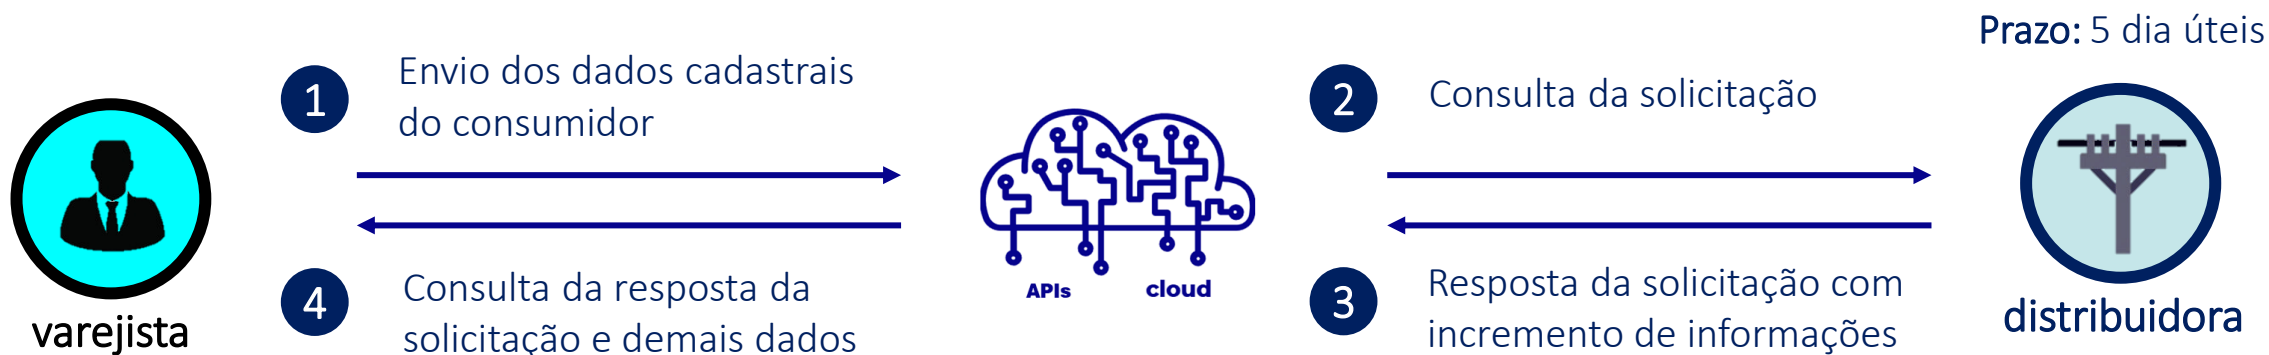 Prazo: 5 dia úteis
1
Envio dos dados cadastrais
do consumidor
2
Consulta da solicitação
APIs
cloud
4
Consulta da resposta da
solicitação e demais dados
3
Resposta da solicitação com
incremento de informações
varejista
distribuidora